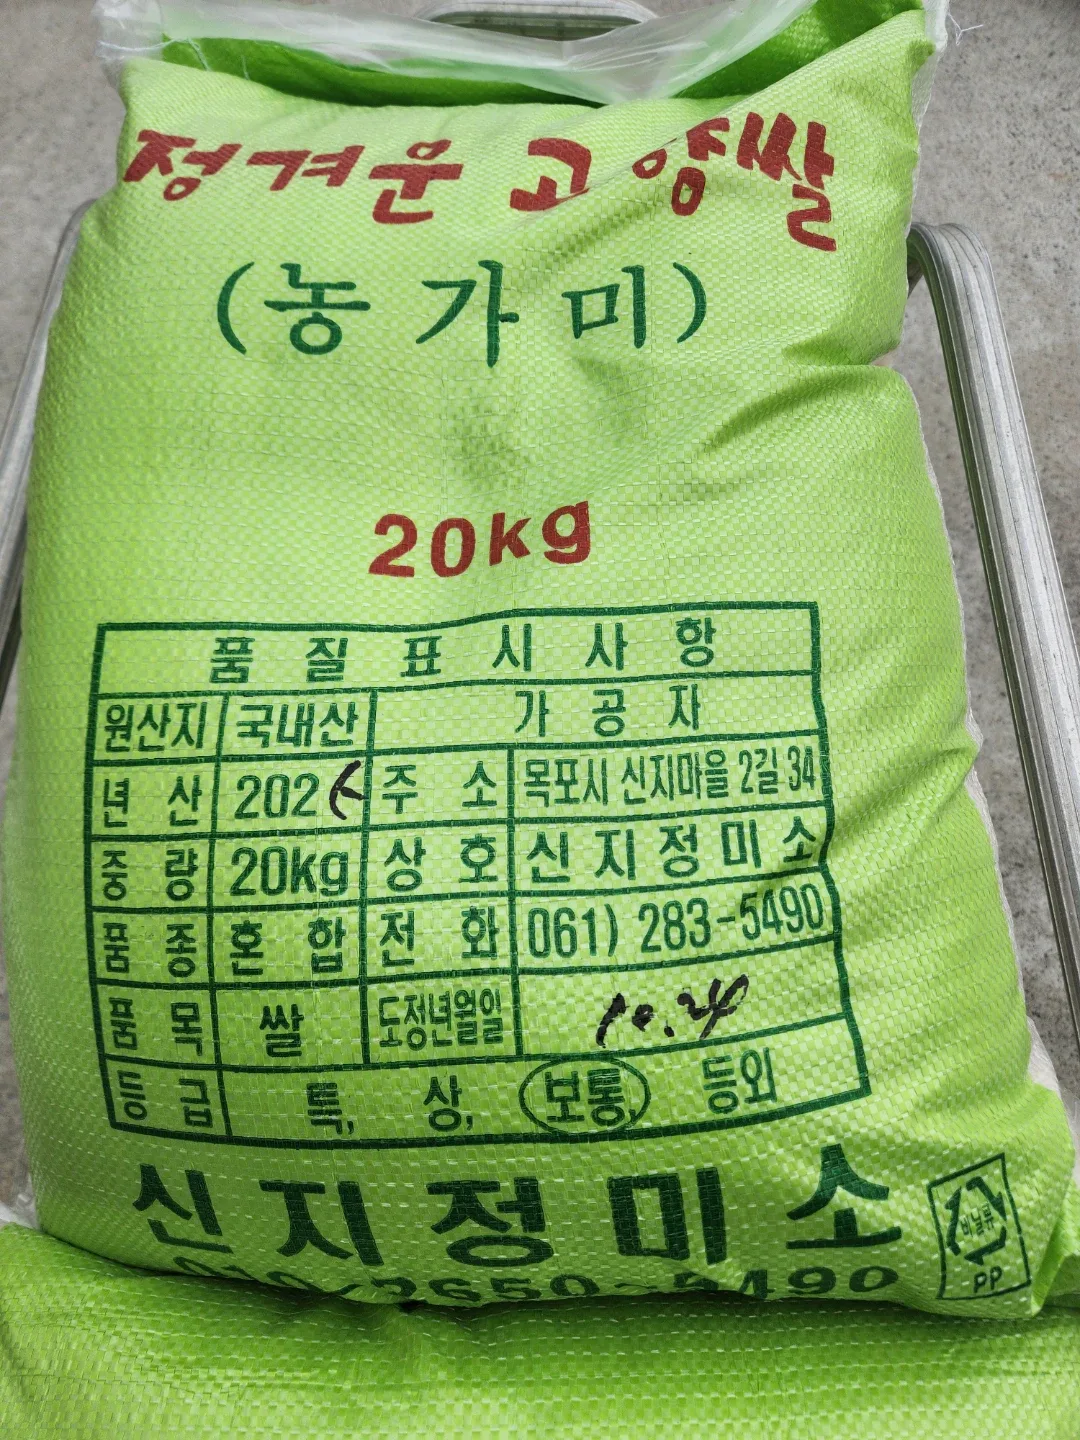 정겨운 고향쌀
(농가미)
20kg
품질표시사항
원산지 국내산 가공자
년산 202 주소 목포시 신지마을 2길 34
중량 20kg 상호 신지정미소
품종 혼합 전화 061) 283-5490
품목 쌀 도정년월일 10.24
등급 특, 상, 보통, 등외
신지정미소
010/2650-5490
비닐류
PP